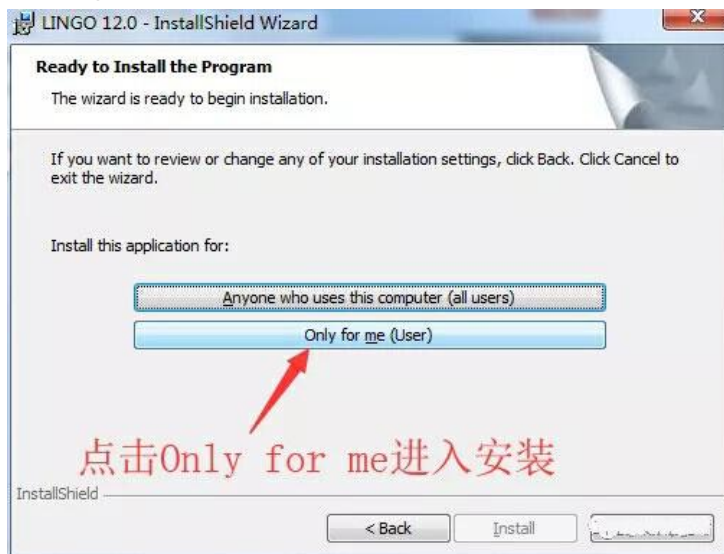 LINGO 12.0 - InstallShield Wizard
Ready to Install the Program
The wizard is ready to begin installation.
If you want to review or change any of your installation settings, click Back. Click Cancel to
exit the wizard.
Install this application for:
Anyone who uses this computer (all users)
Only for me (User)
点击Only for me进入安装
InstallShield
< Back
Install